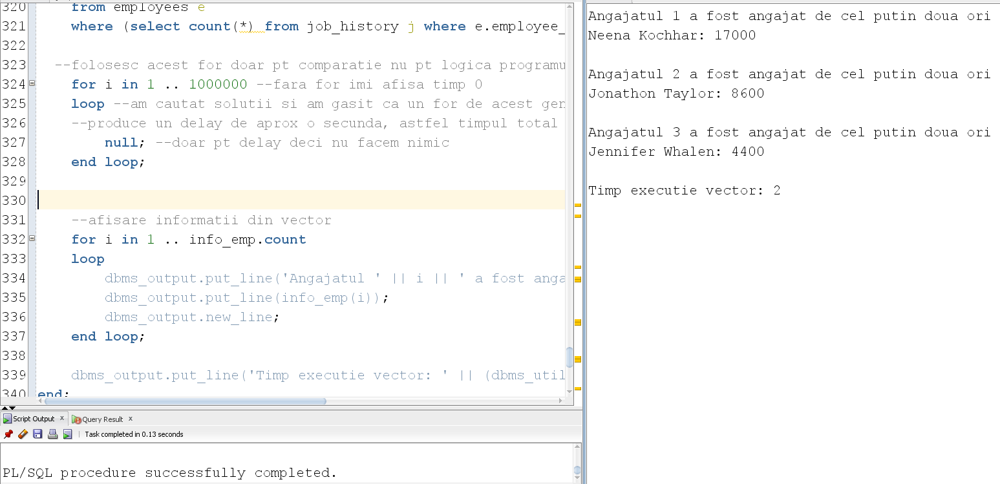 320 from employees e
321 where (select count(*) from job_history j where e.employee_
322
323 --folosesc acest for doar pt comparatie nu pt logica programu
324 for i in 1 .. 1000000 --fara for imi afisa timp 0
325 loop --am cautat solutii si am gasit ca un for de acest gen
326 --produce un delay de aprox o secunda, astfel timpul total
327 null; --doar pt delay deci nu facem nimic
328 end loop;
329
330
331 --afisare informatii din vector
332 for i in 1 .. info_emp.count
333 loop
334 dbms_output.put_line('Angajatul ' || i || ' a fost anga
335 dbms_output.put_line(info_emp(i));
336 dbms_output.new_line;
337 end loop;
338
339 dbms_output.put_line('Timp executie vector: ' || (dbms_util
340 end;
Script Output x Query Result x
Task completed in 0.13 seconds
PL/SQL procedure successfully completed.
Angajatul 1 a fost angajat de cel putin doua ori
Neena Kochhar: 17000
Angajatul 2 a fost angajat de cel putin doua ori
Jonathon Taylor: 8600
Angajatul 3 a fost angajat de cel putin doua ori
Jennifer Whalen: 4400
Timp executie vector: 2